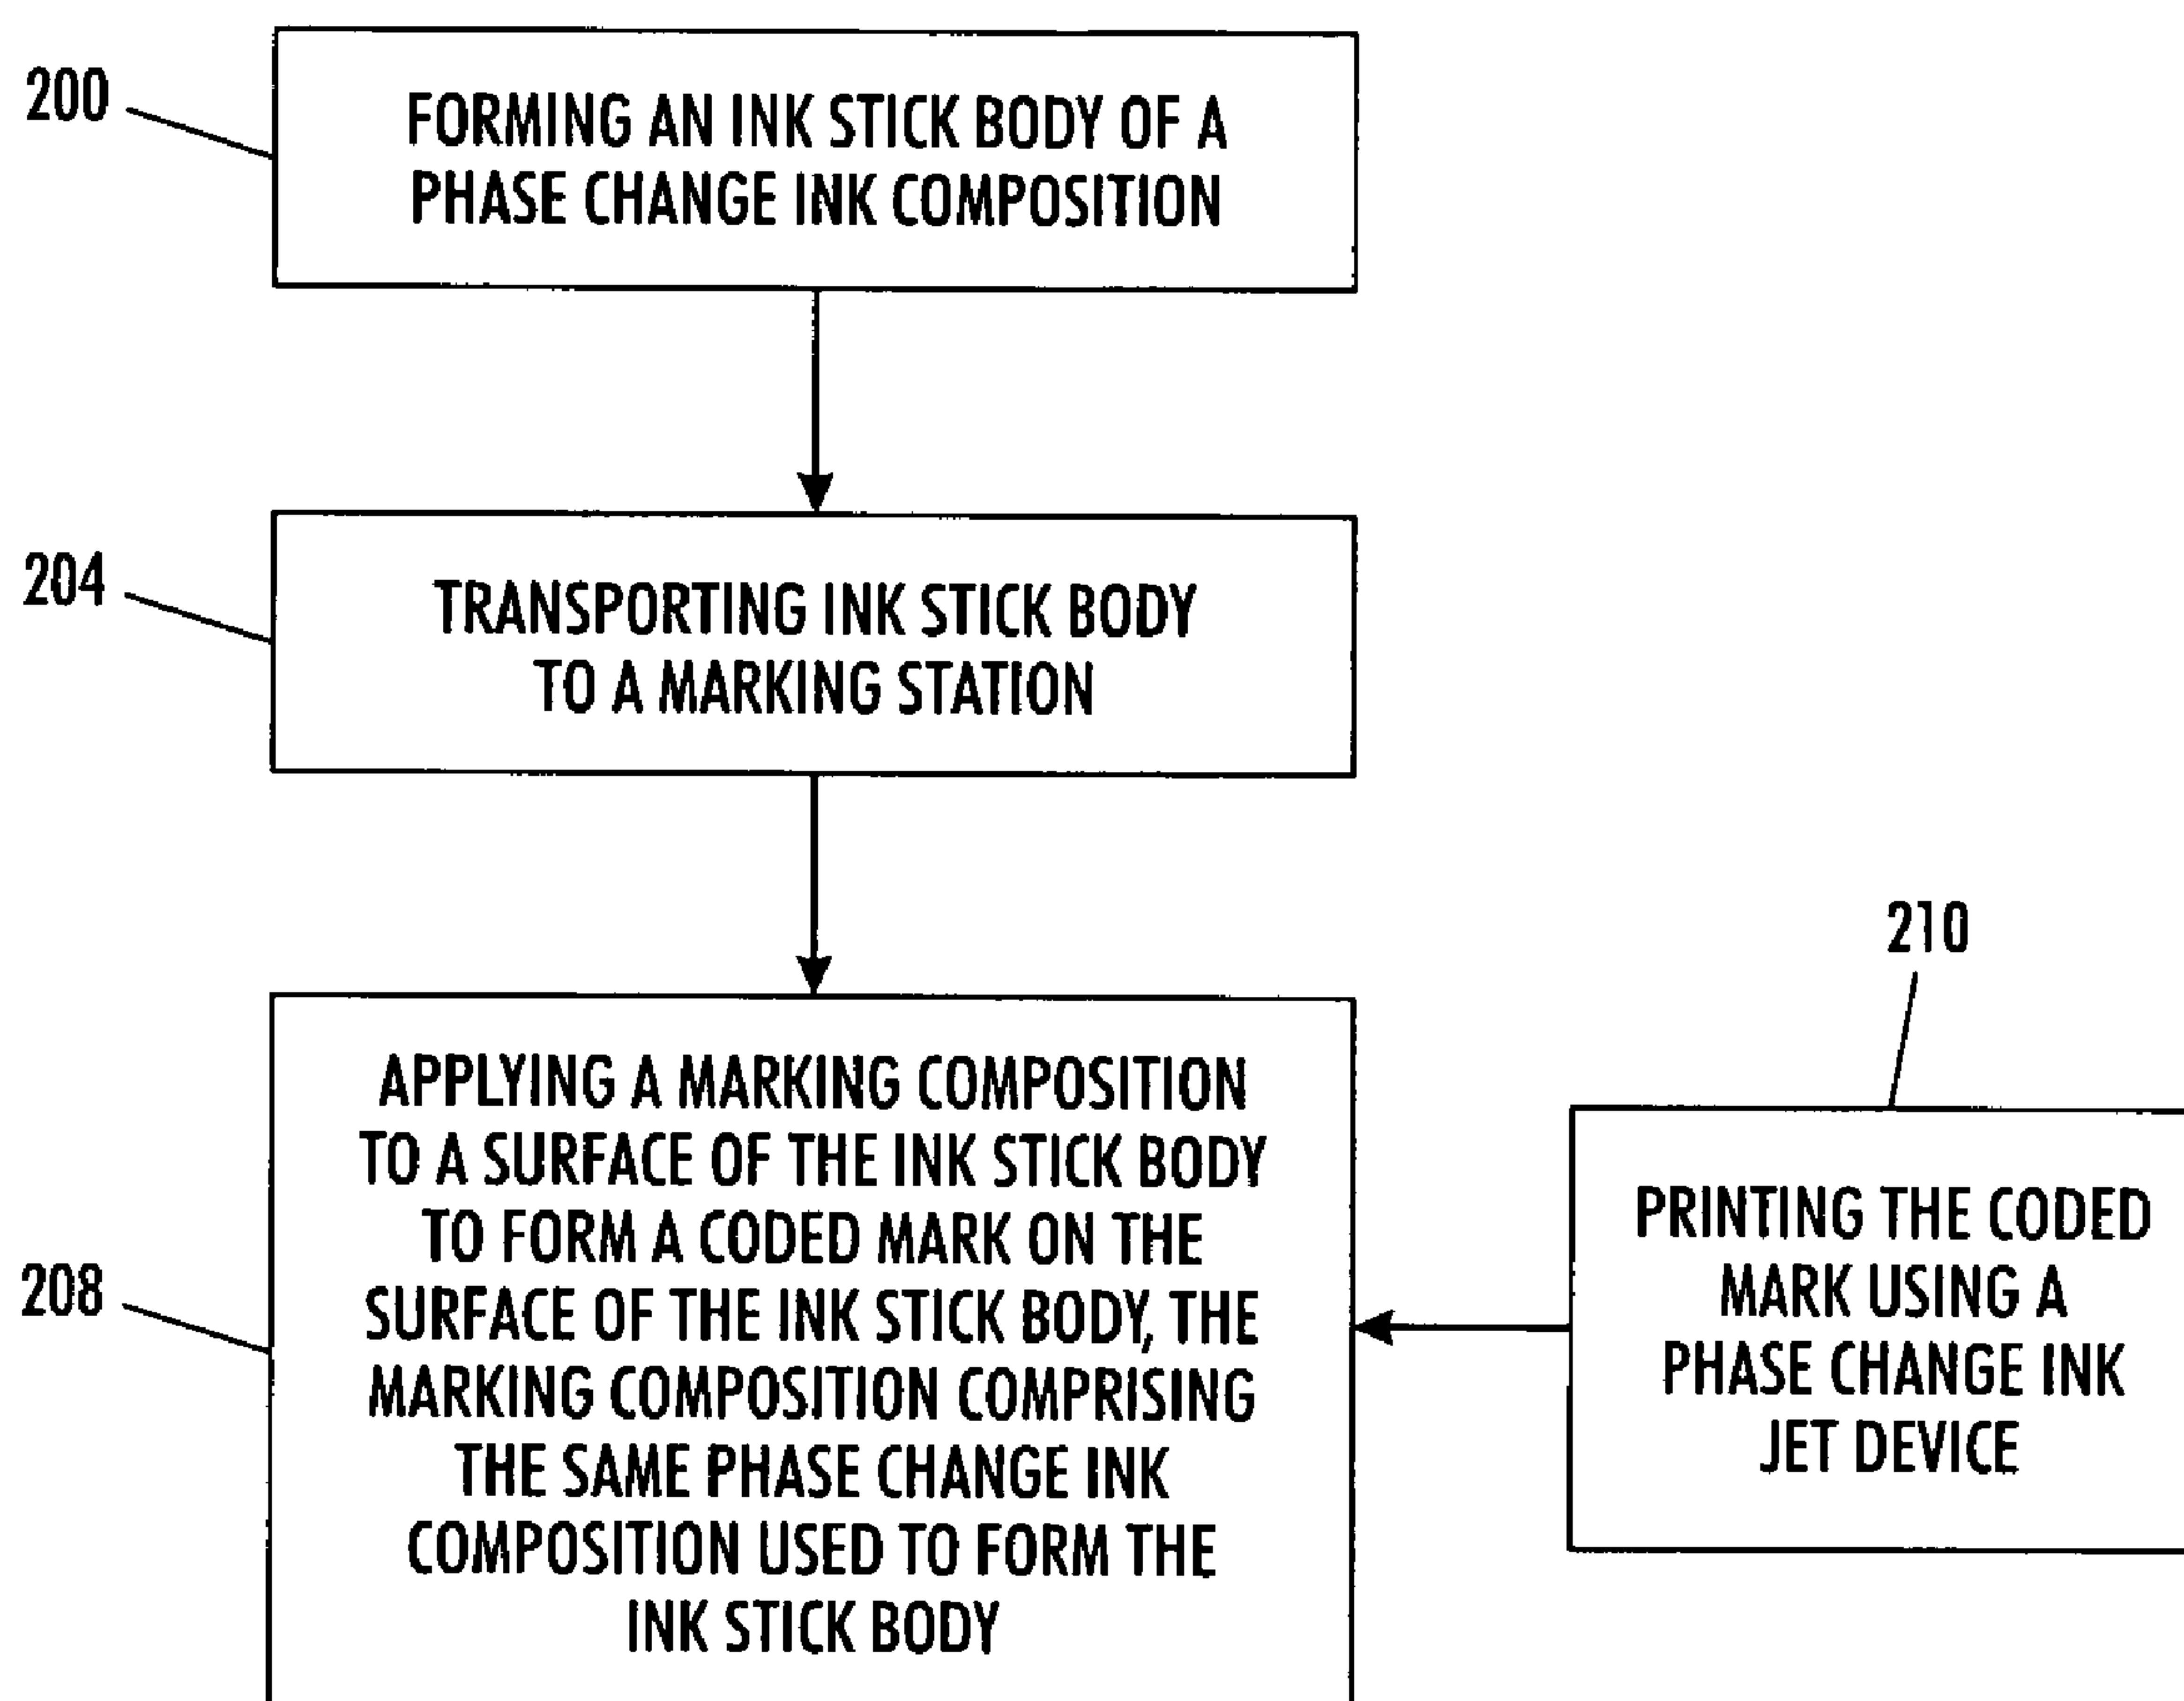 200
FORMING AN INK STICK BODY OF A
PHASE CHANGE INK COMPOSITION
204
TRANSPORTING INK STICK BODY
TO A MARKING STATION
208
APPLYING A MARKING COMPOSITION
TO A SURFACE OF THE INK STICK BODY
TO FORM A CODED MARK ON THE
SURFACE OF THE INK STICK BODY, THE
MARKING COMPOSITION COMPRISING
THE SAME PHASE CHANGE INK
COMPOSITION USED TO FORM THE
INK STICK BODY
210
PRINTING THE CODED
MARK USING A
PHASE CHANGE INK
JET DEVICE